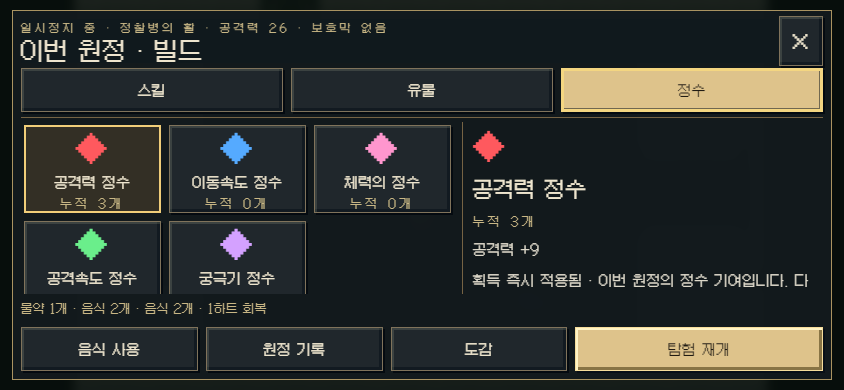 일시정지 중 · 정찰병의 활 · 공격력 26 · 보호막 없음
이번 원정 · 빌드
×
스킬
유물
정수
공격력 정수
누적 3개
이동속도 정수
누적 0개
체력의 정수
누적 0개
공격속도 정수
궁극기 정수
공격력 정수
누적 3개
공격력 +9
획득 즉시 적용됨 · 이번 원정의 정수 기여입니다. 다
물약 1개 · 음식 2개 · 음식 2개 · 1하트 회복
음식 사용
원정 기록
도감
탐험 재개